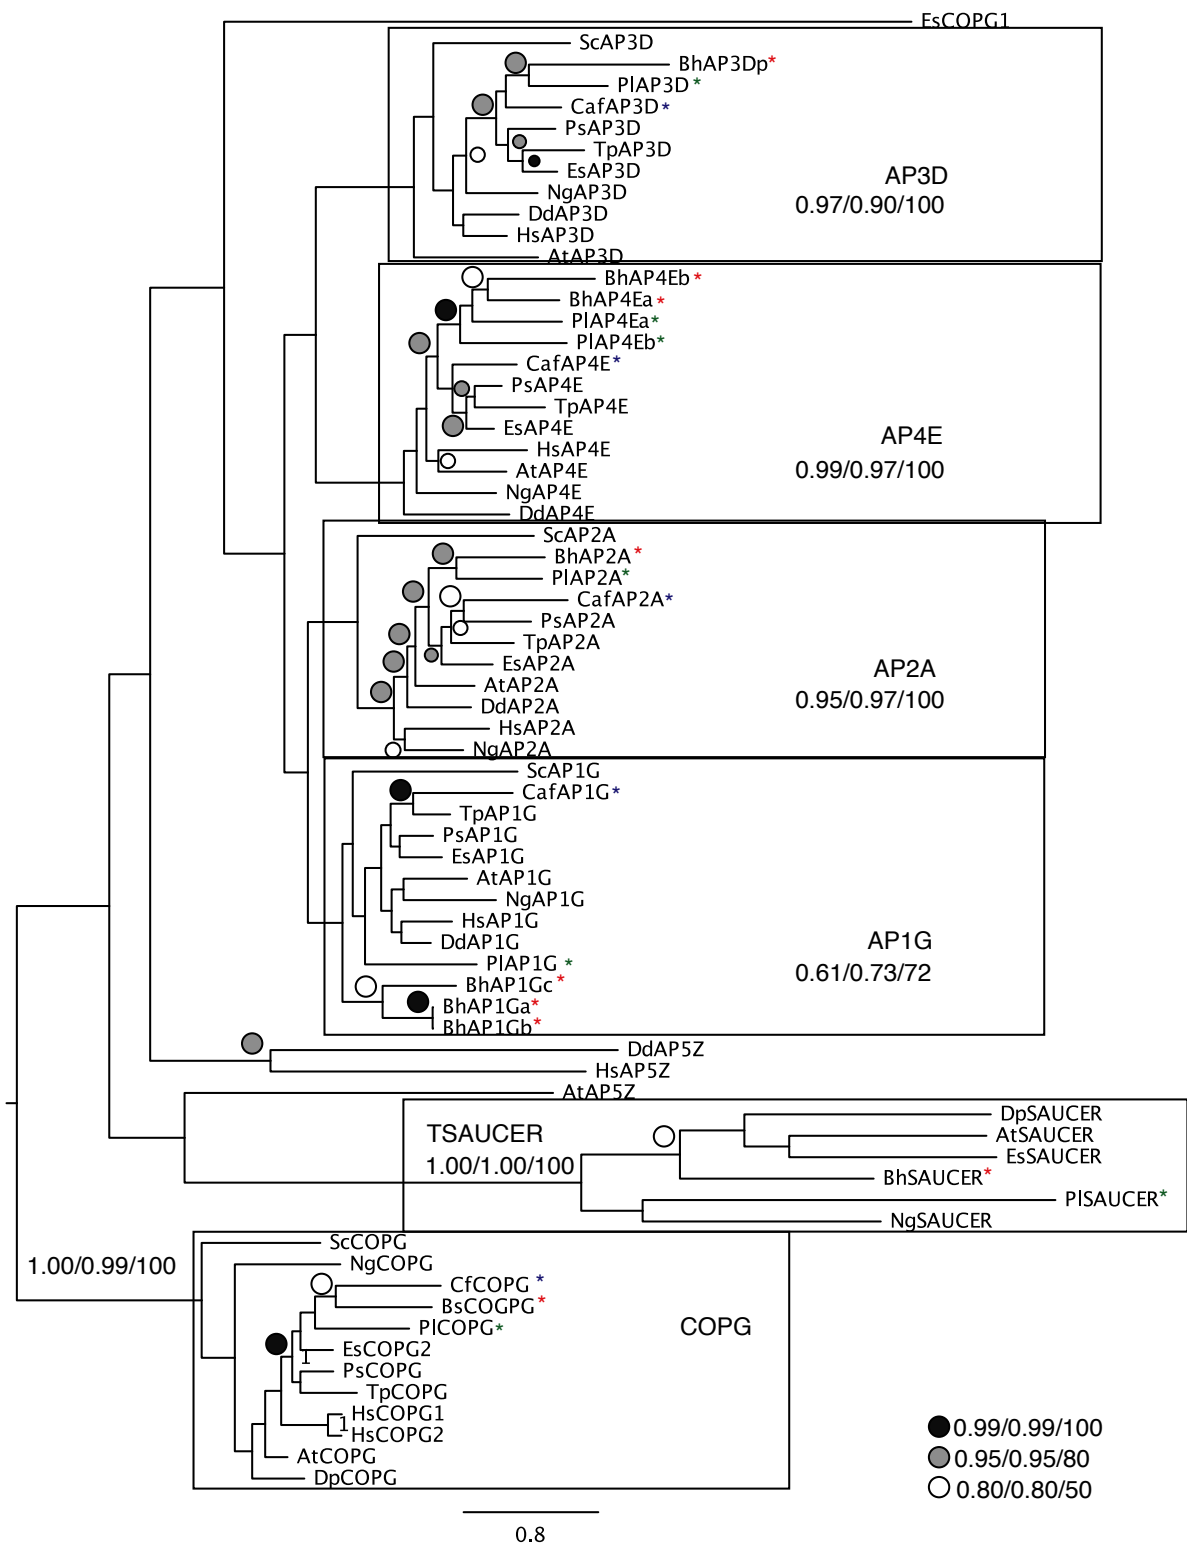 EsCOPG1
ScAP3D
BhAP3Dp*
PlAP3D*
CafAP3D*
PsAP3D
TpAP3D
EsAP3D
NgAP3D
DdAP3D
HsAP3D
AtAP3D
AP3D
0.97/0.90/100
BhAP4Eb*
BhAP4Ea*
PlAP4Ea*
PlAP4Eb*
CafAP4E*
PsAP4E
TpAP4E
EsAP4E
HsAP4E
AtAP4E
NgAP4E
DdAP4E
AP4E
0.99/0.97/100
ScAP2A
BhAP2A*
PlAP2A*
CafAP2A*
PsAP2A
TpAP2A
EsAP2A
AtAP2A
DdAP2A
HsAP2A
NgAP2A
AP2A
0.95/0.97/100
ScAP1G
CafAP1G*
TpAP1G
PsAP1G
EsAP1G
AtAP1G
NgAP1G
HsAP1G
DdAP1G
PlAP1G *
BhAP1Gc*
BhAP1Ga*
BhAP1Gb*
AP1G
0.61/0.73/72
DdAP5Z
HsAP5Z
AtAP5Z
TSAUCER
1.00/1.00/100
DpSAUCER
AtSAUCER
EsSAUCER
BhSAUCER*
PlSAUCER*
NgSAUCER
1.00/0.99/100
ScCOPG
NgCOPG
CfCOPG *
BsCOGPG*
PlCOPG*
EsCOPG2
1
PsCOPG
TpCOPG
HsCOPG1
1
HsCOPG2
AtCOPG
DpCOPG
COPG
0.99/0.99/100
0.95/0.95/80
0.80/0.80/50
0.8